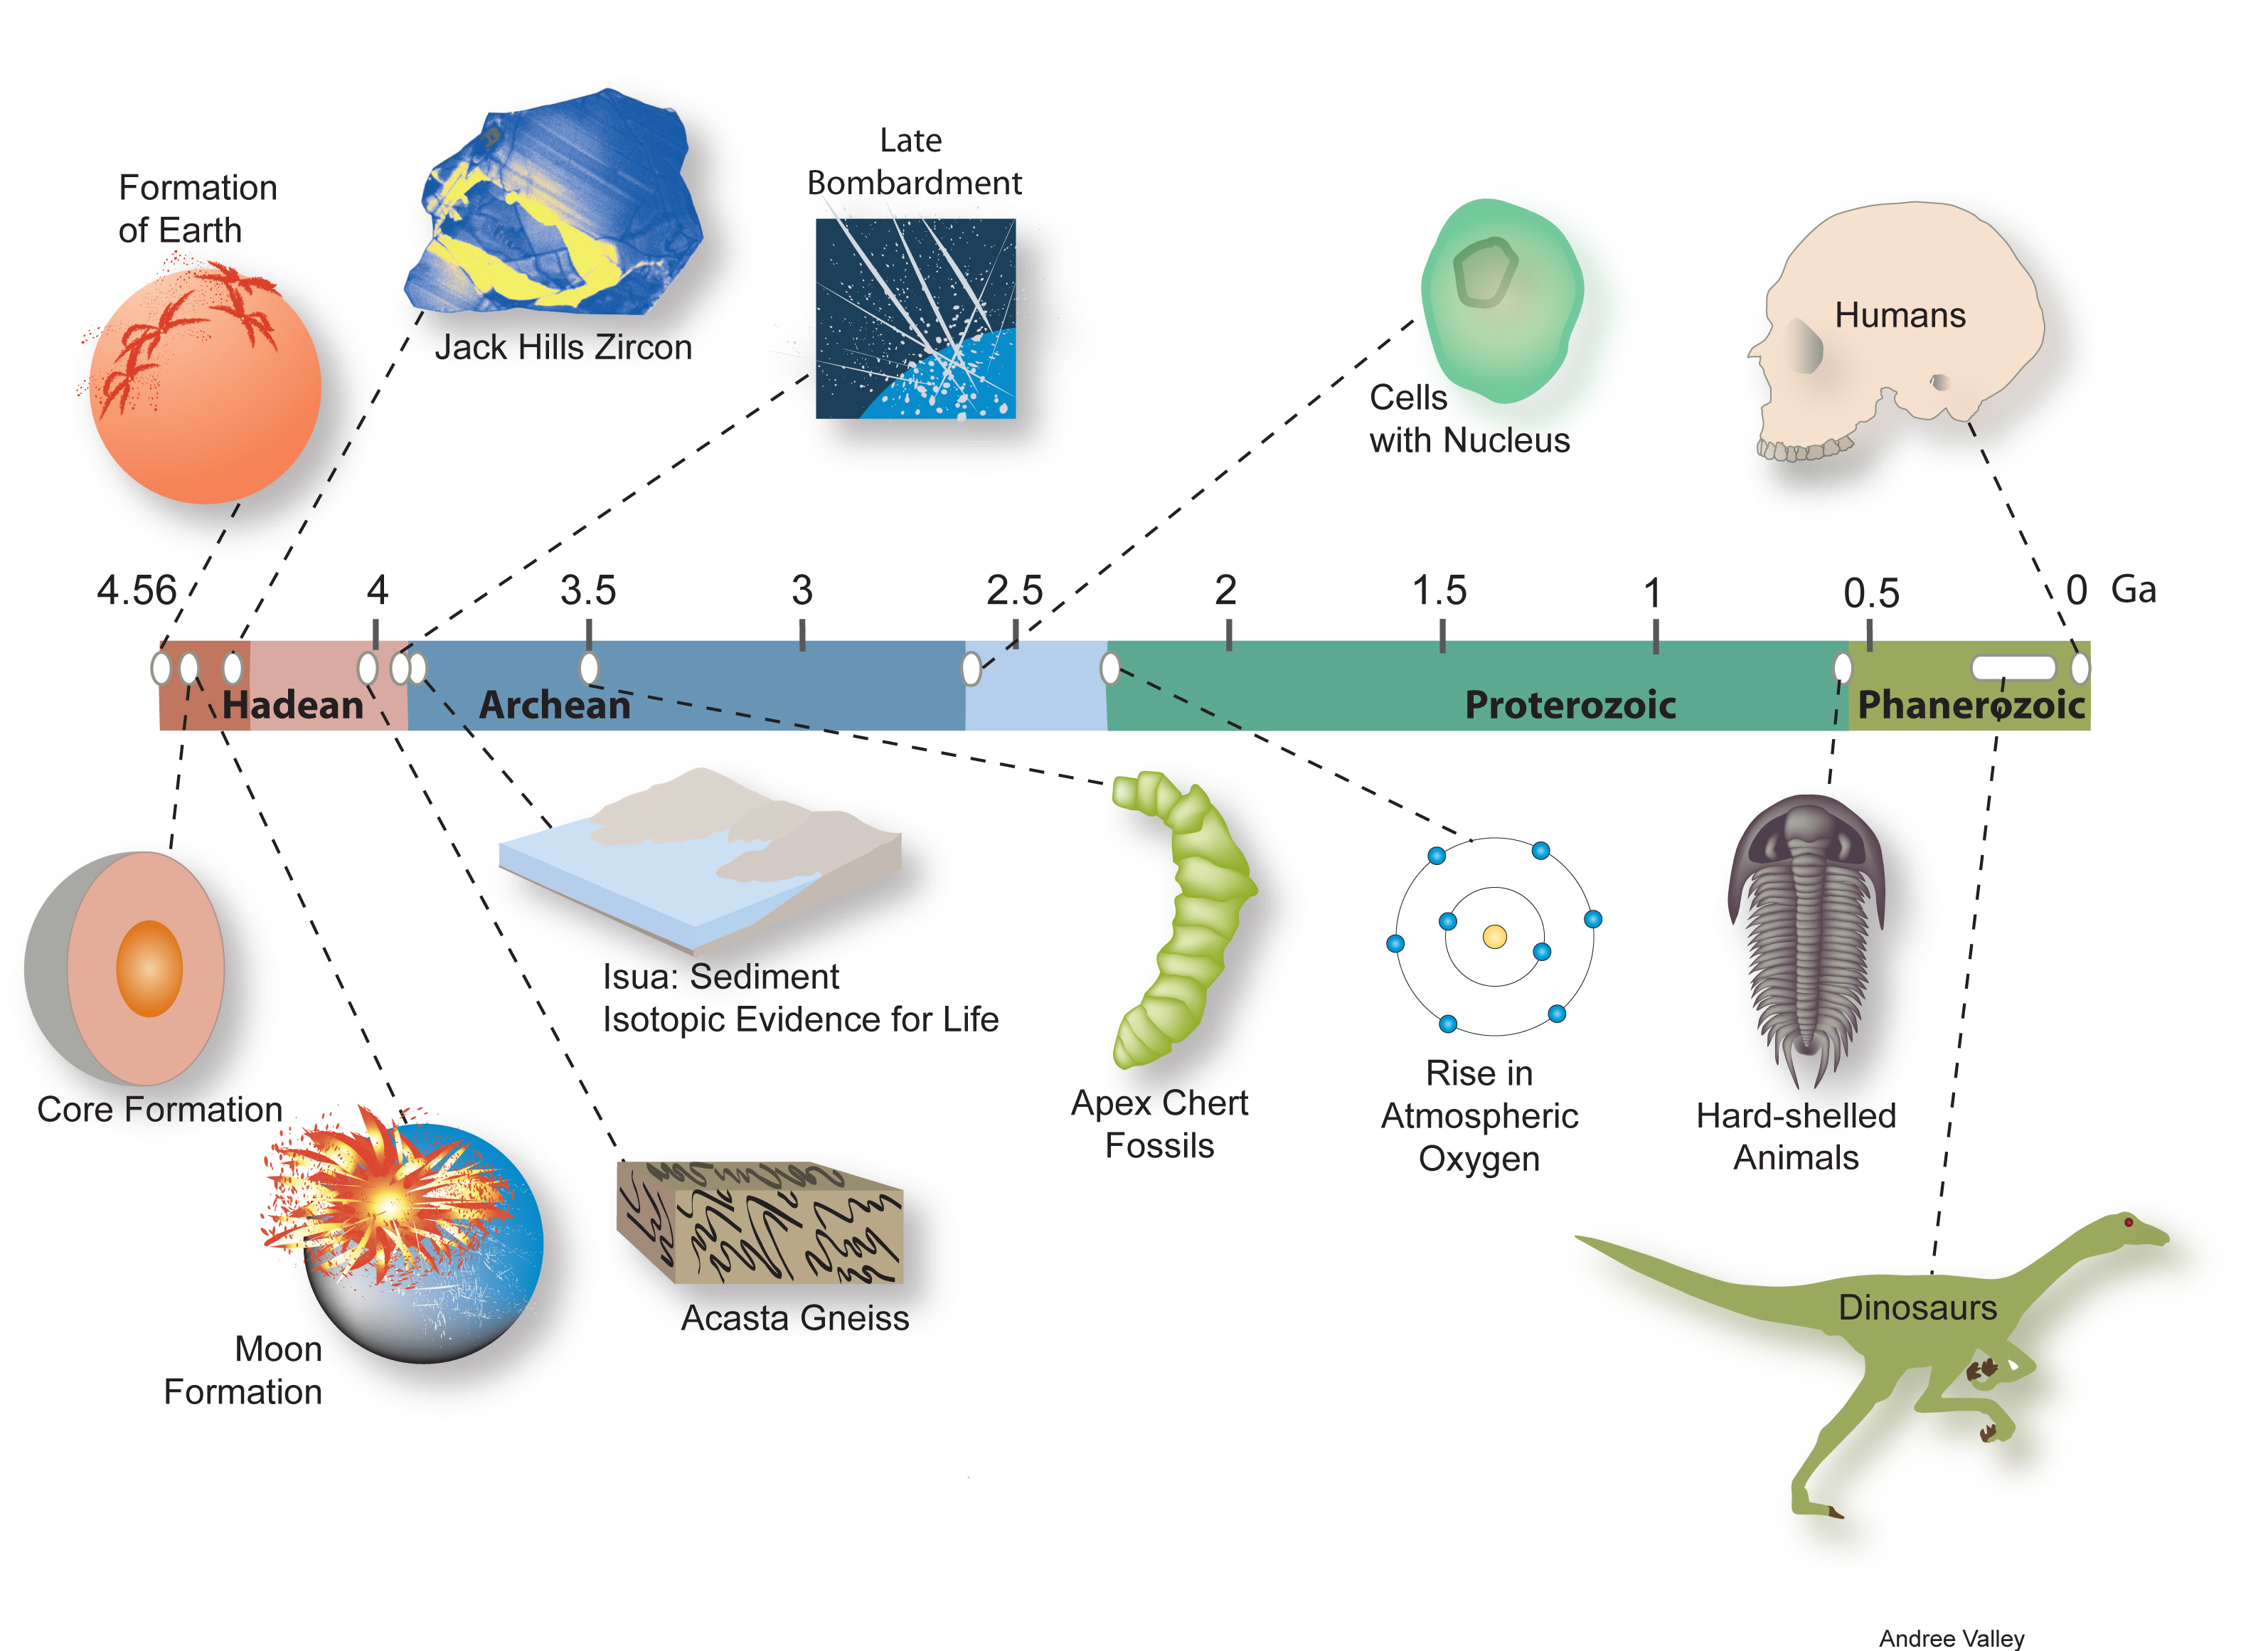 Late
Bombardment
Formation
of Earth
Jack Hills Zircon
Humans
Cells
with Nucleus
4.56
4
3.5
3
2.5
2
1.5
1
0.5
0
Ga
Hadean
Archean
Proterozoic
Phanerozoic
Isua: Sediment
Isotopic Evidence for Life
Core Formation
Apex Chert
Fossils
Rise in
Atmospheric
Oxygen
Hard-shelled
Animals
Acasta Gneiss
Dinosaurs
Moon
Formation
Andree Valley